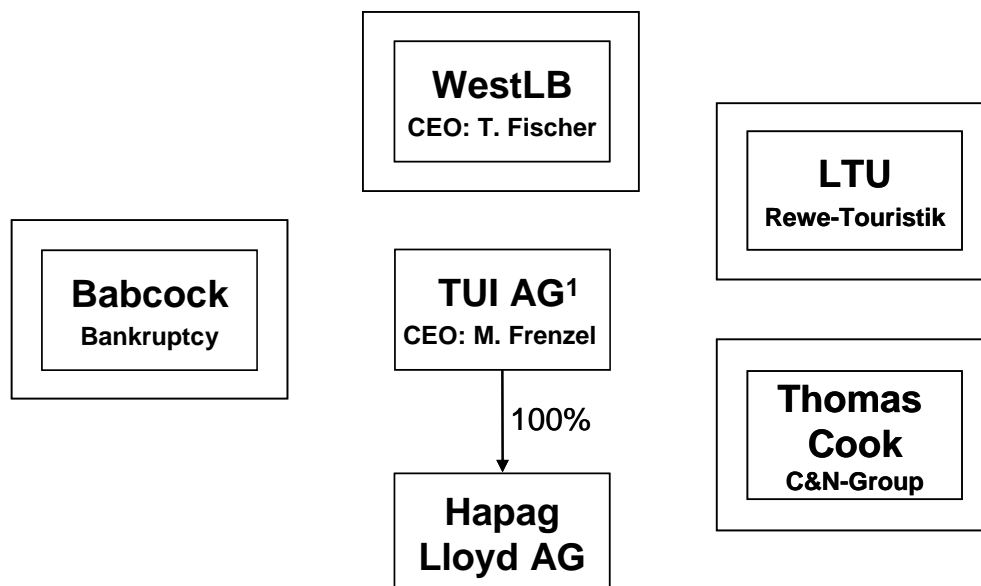 WestLB
CEO: T. Fischer
LTU
Rewe-Touristik
Babcock
Bankruptcy
TUI AG¹
CEO: M. Frenzel
100%
Thomas
Cook
C&N-Group
Hapag
Lloyd AG